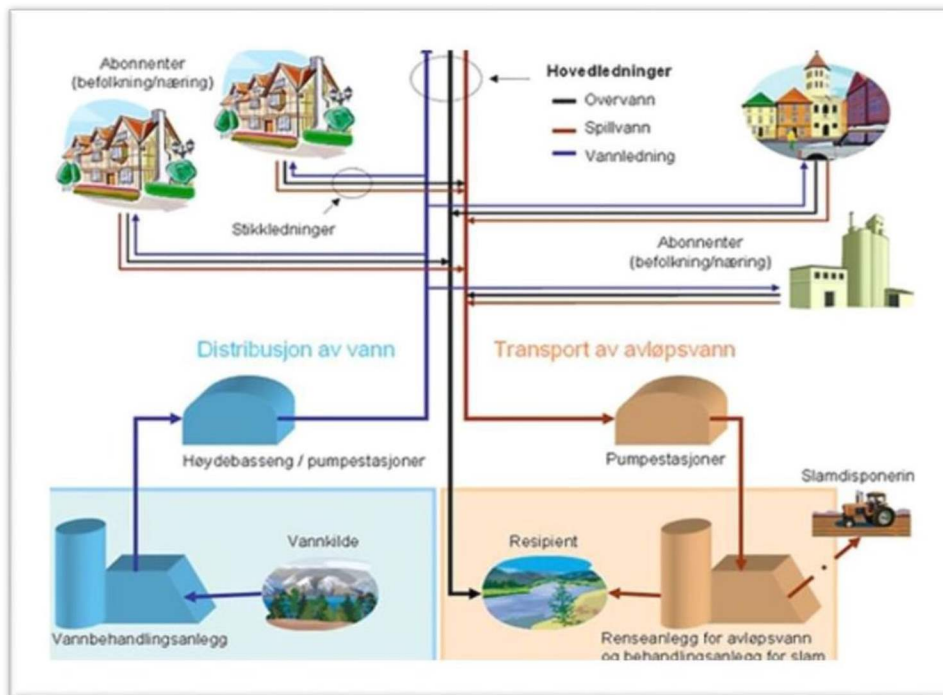 Abonnenter
(befolkning/næring)
Hovedledninger
Overvann
Spillvann
Vannledning
Stikkledninger
Abonnenter
(befolkning/næring)
Distribusjon av vann
Transport av avløpsvann
Høydebasseng / pumpestasjoner
Pumpestasjoner
Slamdisponerin
Vannkilde
Resipient
Vannbehandlingsanlegg
Renseanlegg for avløpsvann
og behandlingsanlegg for slam